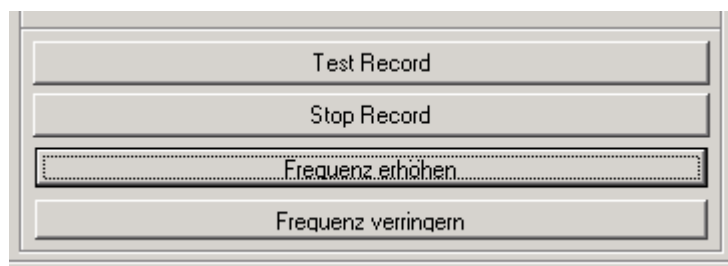 Test Record
Stop Record
Frequenz erhöhen
Frequenz verringern